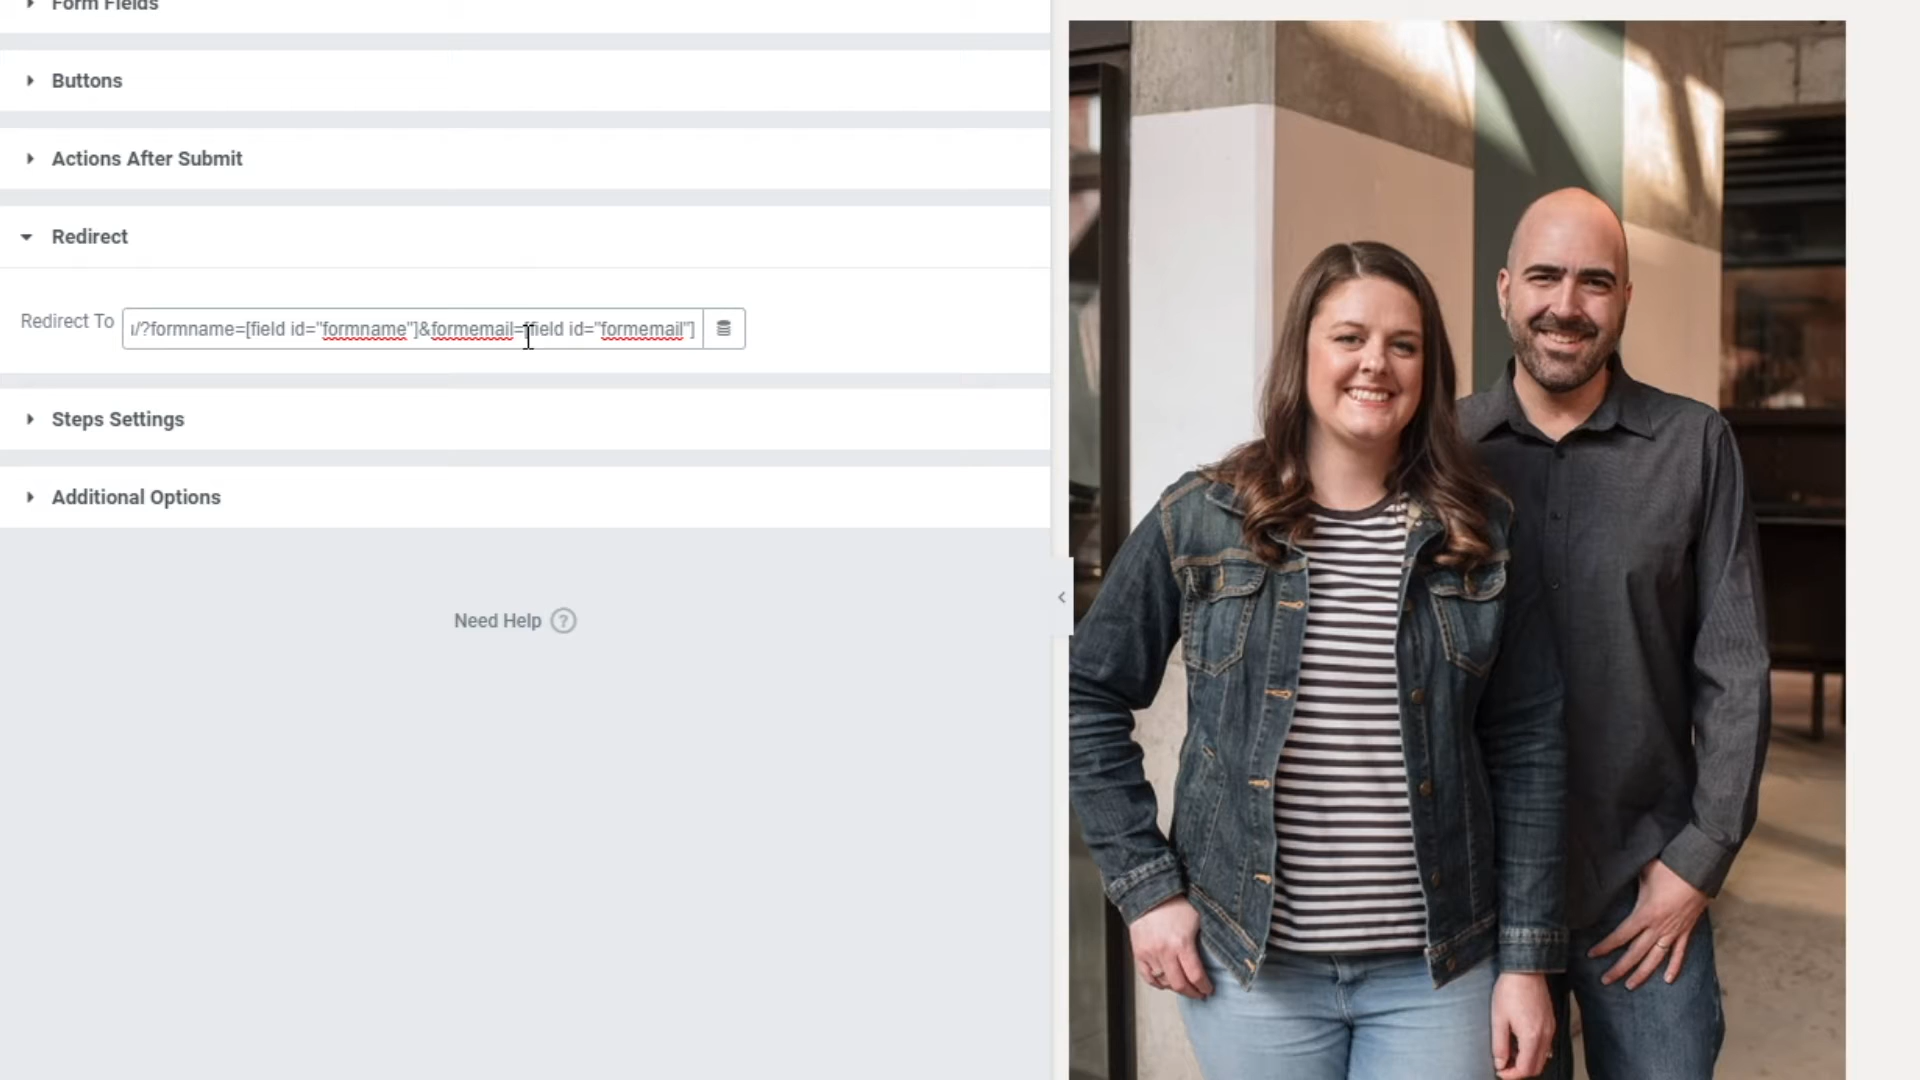 Form Fields
Buttons
Actions After Submit
Redirect
Redirect To
/?formname=[field id="formname"]&formemail=[field id="formemail"]
Steps Settings
Additional Options
Need Help ?